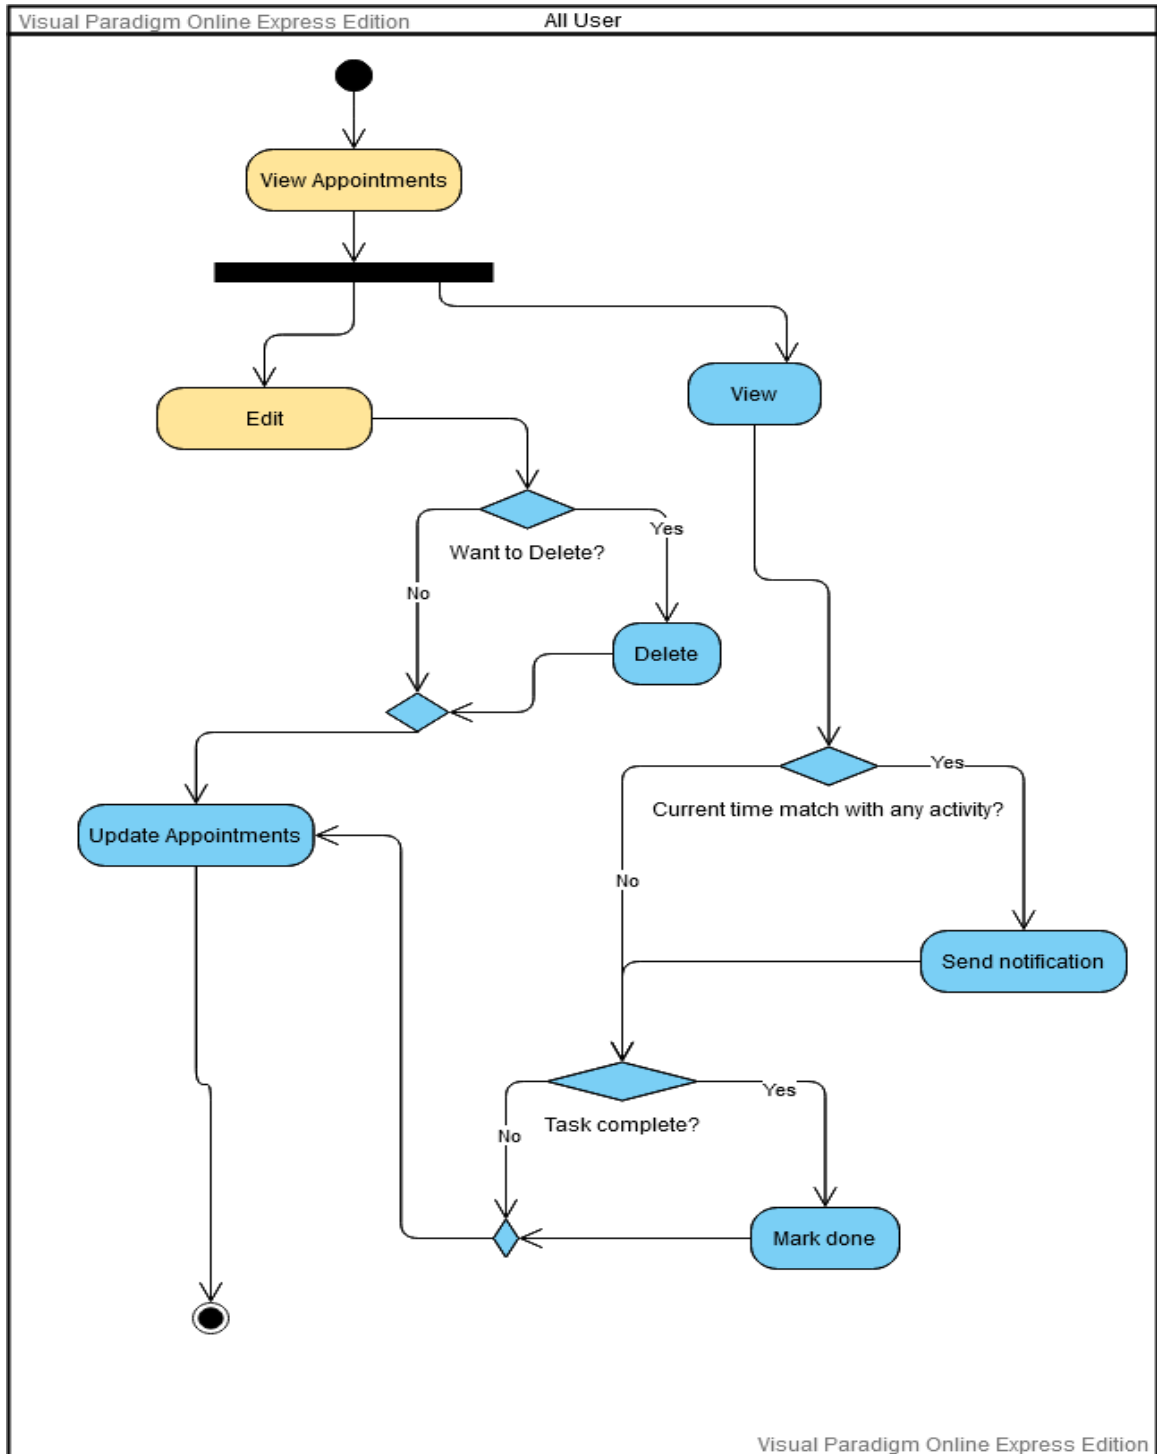 Visual Paradigm Online Express Edition
All User
View Appointments
Edit
View
Want to Delete?
Yes
No
Delete
Yes
Current time match with any activity?
Update Appointments
No
Send notification
Yes
Task complete?
No
Mark done
Visual Paradigm Online Express Edition